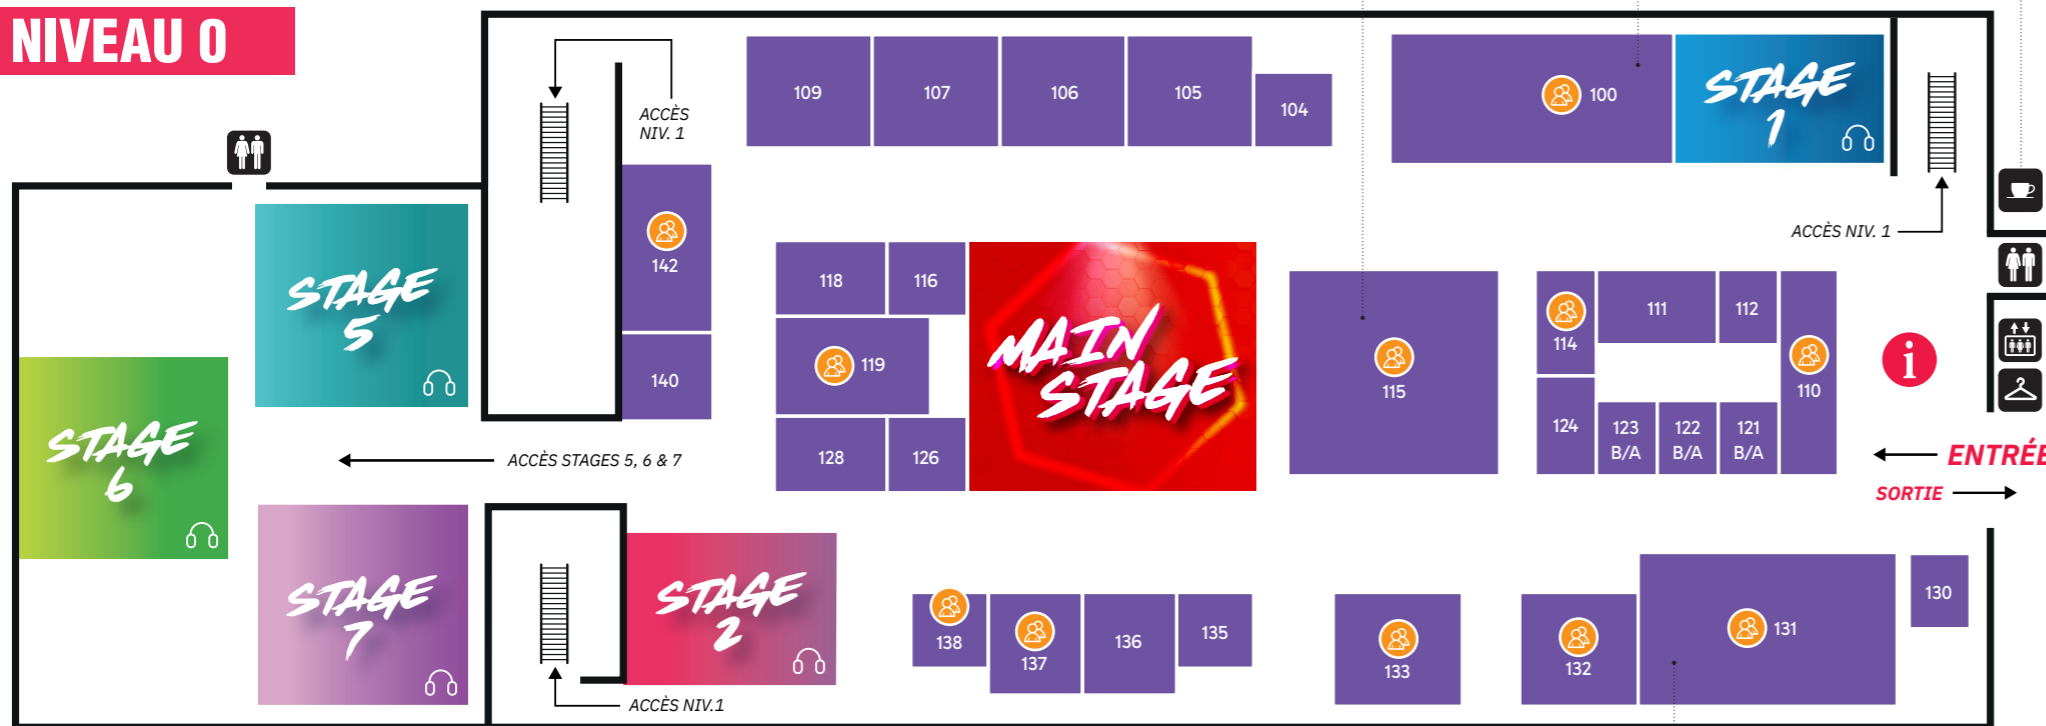 NIVEAU 0
109
107
106
105
104
100
STAGE
1
ACCÈS
NIV. 1
ACCÈS NIV. 1
142
140
STAGE
5
STAGE
6
STAGE
7
ACCÈS STAGES 5, 6 & 7
118
116
119
128
126
MAIN
STAGE
115
114
111
112
110
124
123
B/A
122
B/A
121
B/A
i
ENTRÉE
SORTIE
STAGE
2
ACCÈS NIV.1
138
137
136
135
133
132
131
130